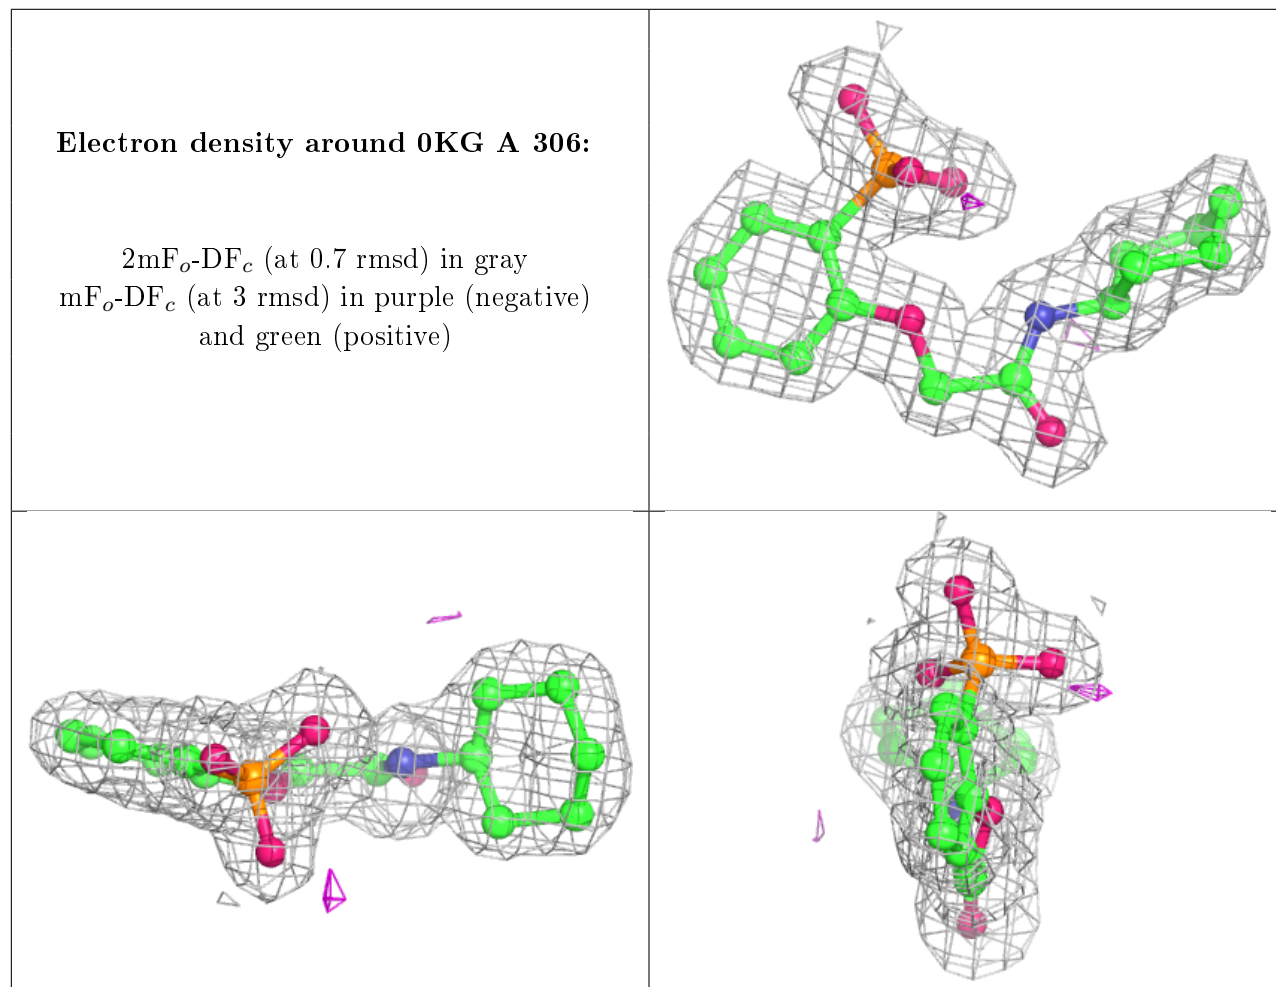 Electron density around 0KG A 306:
2mFₒ-DF𝒸 (at 0.7 rmsd) in gray
mFₒ-DF𝒸 (at 3 rmsd) in purple (negative)
and green (positive)